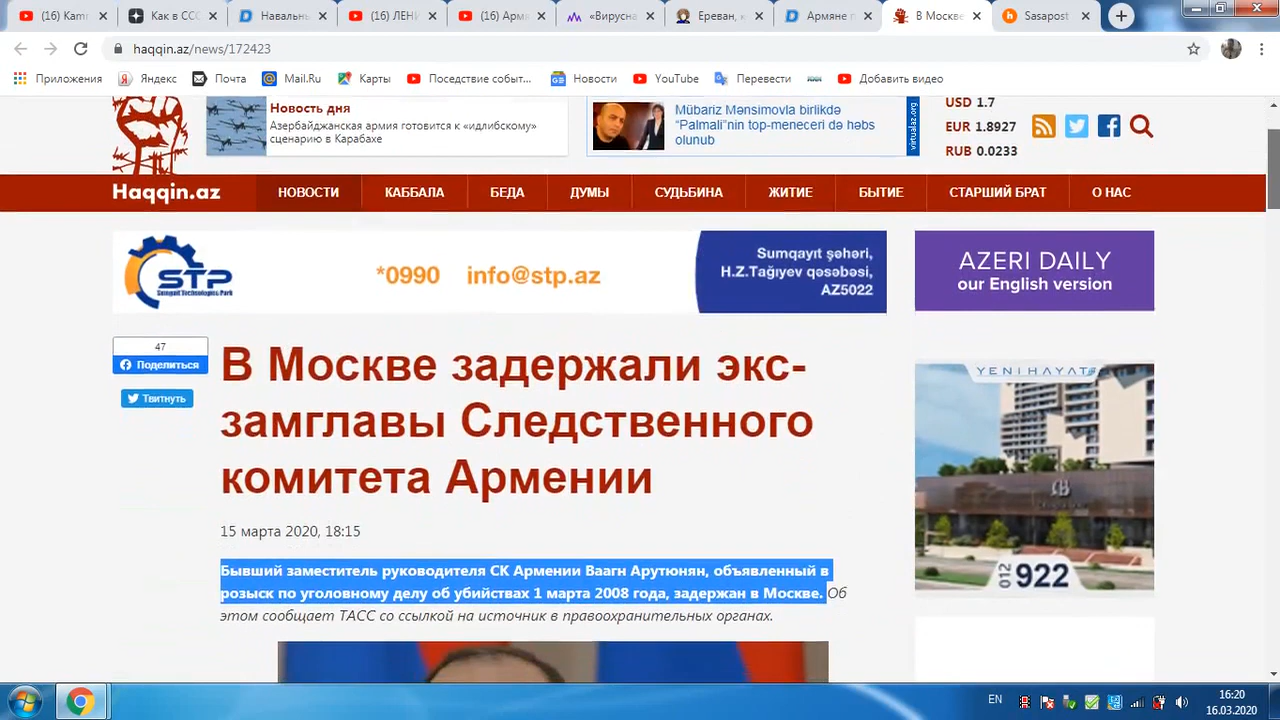 (16) Kam
Как в ССС
Навальны
(16) ЛЕНИ
(16) Арм
«Вирусна
Ереван, к
Армяне п
В Москве
Sasapost
haqqin.az/news/172423
Приложения
Яндекс
Почта
Mail.Ru
Карты
Поседствие събыт...
Новости
YouTube
Перевести
Добавить видео
Новость дня
Азербайджанская армия готовится к «идлибскому»
сценарию в Карабахе
Mübariz Mənsimovla birlikdə
“Palmali”nin top-meneceri də həbs
olunub
virtualaz.org
USD 1.7
EUR 1.8927
RUB 0.0233
Haqqin.az
НОВОСТИ
КАББАЛА
БЕДА
ДУМЫ
СУДЬБИНА
ЖИТИЕ
БЫТИЕ
СТАРШИЙ БРАТ
О НАС
STP
Sumgait Technologies Park
*0990 info@stp.az
Sumqayıt şəhəri,
H.Z.Tağıyev qəsəbəsi,
AZ5022
AZERI DAILY
our English version
47
Поделиться
Твитнуть
В Москве задержали экс-
замглавы Следственного
комитета Армении
15 марта 2020, 18:15
Бывший заместитель руководителя СК Армении Ваагн Арутюнян, объявленный в
розыск по уголовному делу об убийствах 1 марта 2008 года, задержан в Москве. Об
этом сообщает ТАСС со ссылкой на источник в правоохранительных органах.
YENI HAYAT
012 922
EN
16:20
16.03.2020